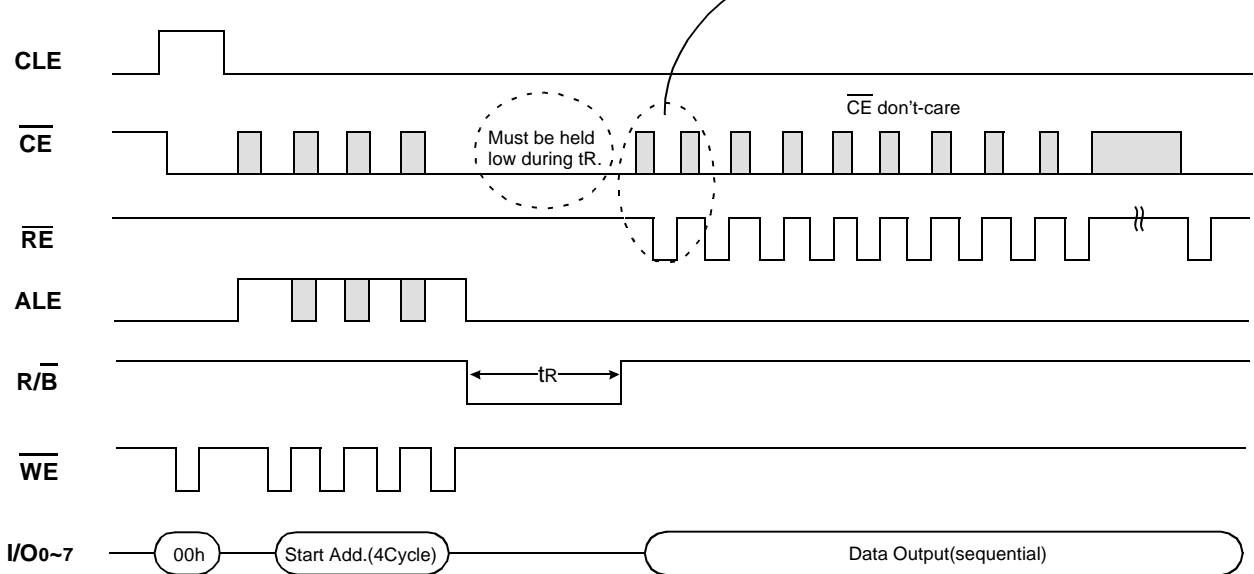 CLE
CE
CE don't-care
Must be held
low during tR.
RE
ALE
R/B
tR
WE
I/O0~7
00h
Start Add.(4Cycle)
Data Output(sequential)